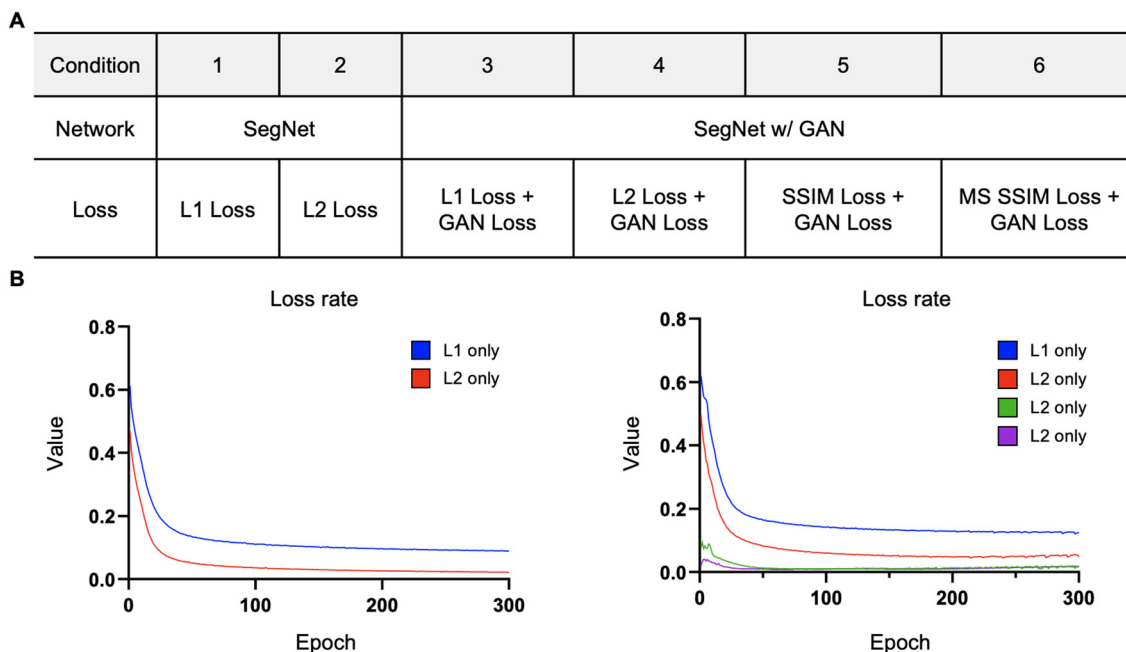 A
Condition 1 2 3 4 5 6
Network SegNet SegNet w/ GAN
Loss L1 Loss L2 Loss L1 Loss + GAN Loss L2 Loss + GAN Loss SSIM Loss + GAN Loss MS SSIM Loss + GAN Loss
B
Loss rate
L1 only
L2 only
Value
0.8
0.6
0.4
0.2
0.0
0 100 200 300
Epoch
Loss rate
L1 only
L2 only
L2 only
L2 only
Value
0.8
0.6
0.4
0.2
0.0
0 100 200 300
Epoch